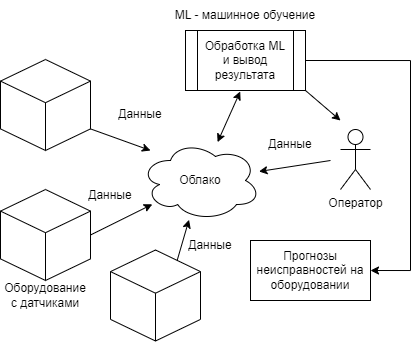 ML - машинное обучение
Обработка ML
и вывод
результата
Данные
Данные
Данные
Облако
Оператор
Данные
Оборудование
с датчиками
Прогнозы
неисправностей на
оборудовании